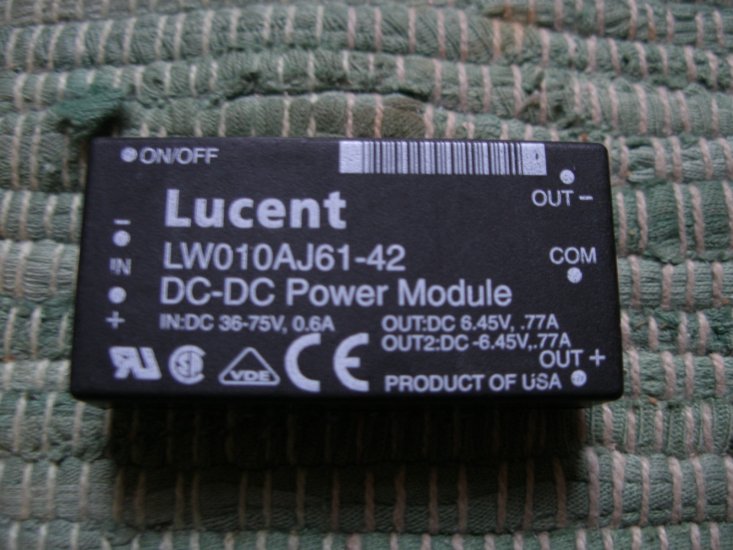 ON/OFF
OUT -
Lucent
-
IN
+
LW010AJ61-42
COM
DC-DC Power Module
IN:DC 36-75V, 0.6A
OUT:DC 6.45V, .77A
OUT2:DC -6.45V,.77A
OUT +
VDE
CE
PRODUCT OF USA